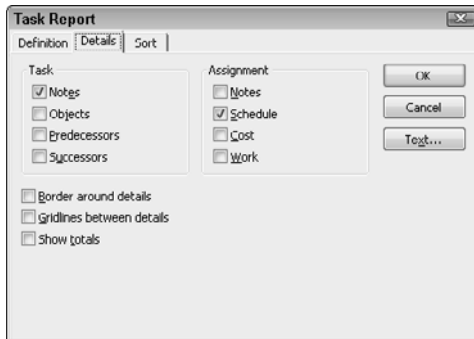 Task Report
Definition Details Sort
Task
Notes
Objects
Predecessors
Successors
Assignment
Notes
Schedule
Cost
Work
OK
Cancel
Text...
Border around details
Gridlines between details
Show totals